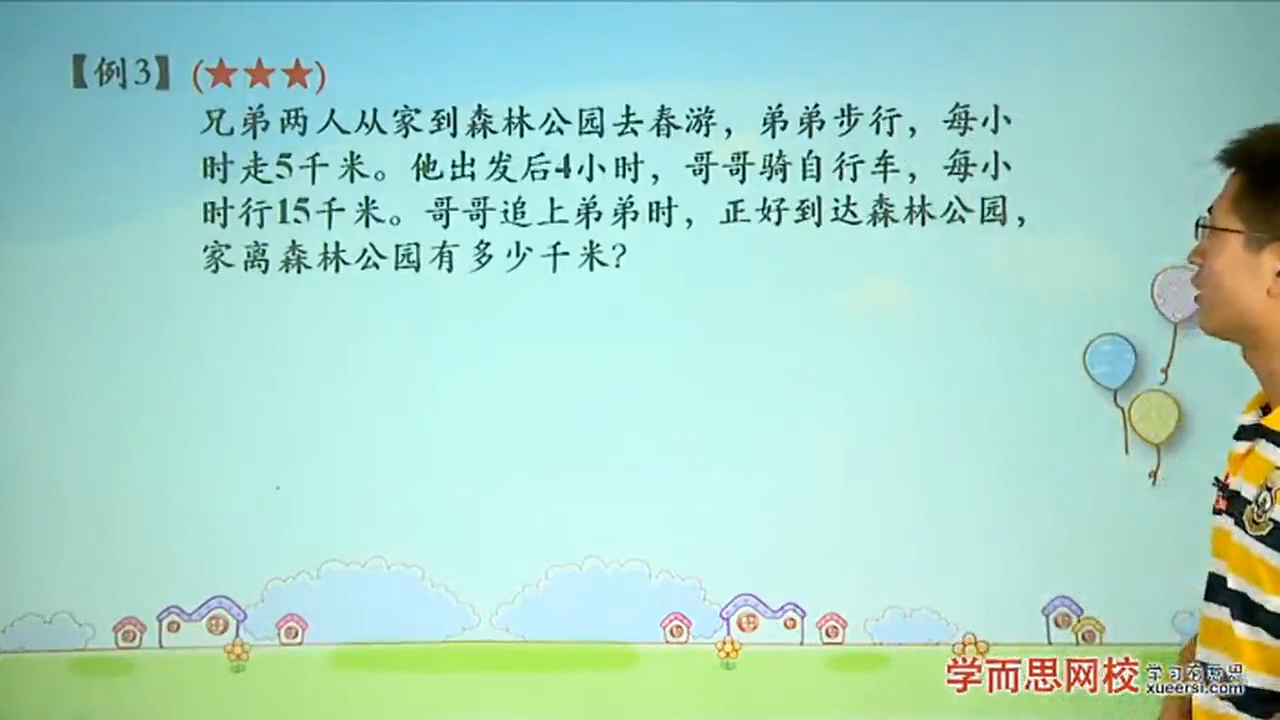 【例3】(★★★)
兄弟两人从家到森林公园去春游，弟弟步行，每小
时走5千米。他出发后4小时，哥哥骑自行车，每小
时行15千米。哥哥追上弟弟时，正好到达森林公园，
家离森林公园有多少千米？
学而思网校
xueersi.com